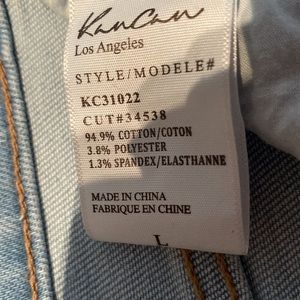 KanCan
Los Angeles
STYLE/MODELE#
KC31022
CUT#34538
94.9% COTTON/COTON
3.8% POLYESTER
1.3% SPANDEX/ELASTHANNE
MADE IN CHINA
FABRIQUE EN CHINE
L